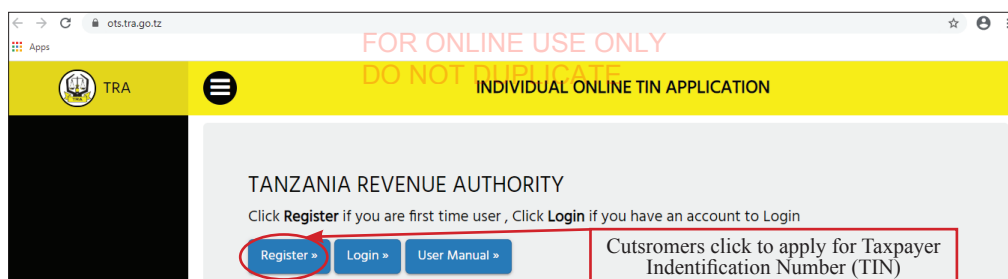 ots.tra.go.tz
Apps
FOR ONLINE USE ONLY
DO NOT DUPLICATE
TRA
INDIVIDUAL ONLINE TIN APPLICATION
TANZANIA REVENUE AUTHORITY
Click Register if you are first time user , Click Login if you have an account to Login
Register » Login » User Manual »
Cutsromers click to apply for Taxpayer
Indentification Number (TIN)